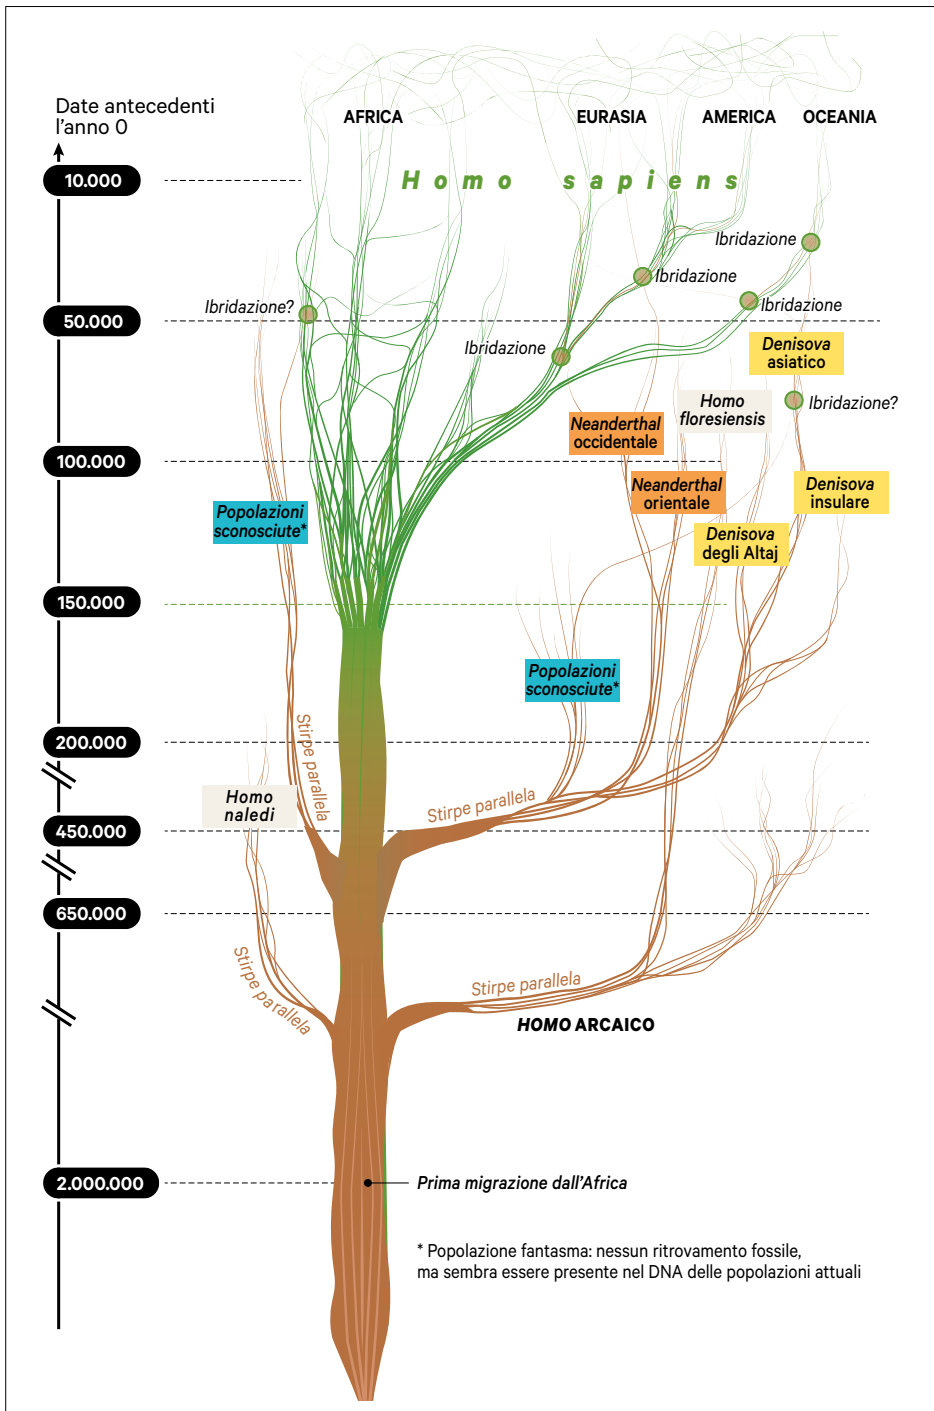 Date antecedenti
l'anno 0
AFRICA
EURASIA
AMERICA
OCEANIA
10.000
Homo sapiens
Ibridazione
Ibridazione
Ibridazione
Ibridazione?
50.000
Ibridazione
Denisova
asiatico
Homo
floresiensis
Ibridazione?
Neanderthal
occidentale
100.000
Neanderthal
orientale
Denisova
insulare
Popolazioni
sconosciute*
Denisova
degli Altaj
150.000
Popolazioni
sconosciute*
200.000
Stirpe parallela
Homo
naledi
Stirpe parallela
450.000
650.000
Stirpe parallela
Stirpe parallela
HOMO ARCAICO
2.000.000
Prima migrazione dall'Africa
* Popolazione fantasma: nessun ritrovamento fossile,
ma sembra essere presente nel DNA delle popolazioni attuali